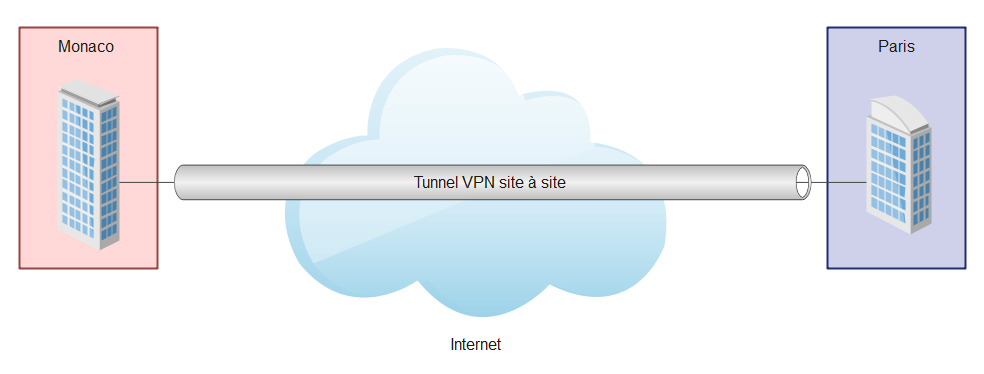 Monaco
Paris
Tunnel VPN site à site
Internet